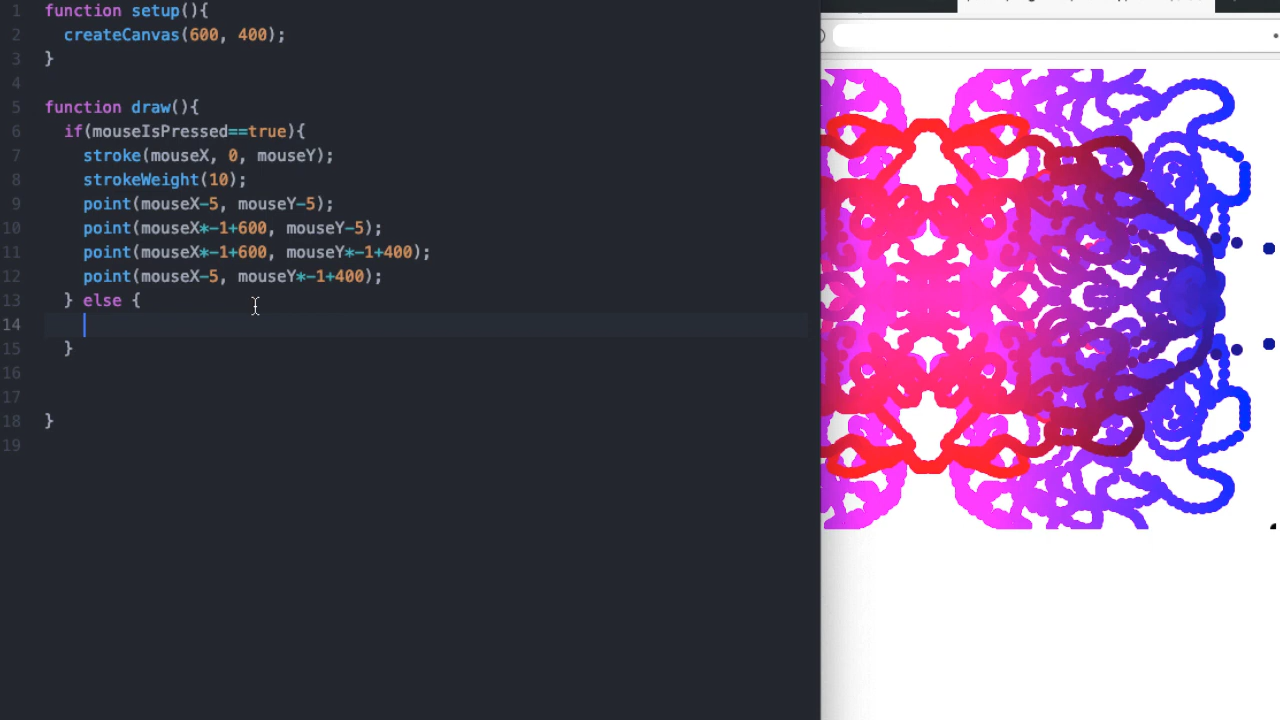 1 function setup(){
2 createCanvas(600, 400);
3 }
4
5 function draw(){
6 if(mouseIsPressed==true){
7 stroke(mouseX, 0, mouseY);
8 strokeWeight(10);
9 point(mouseX-5, mouseY-5);
10 point(mouseX*-1+600, mouseY-5);
11 point(mouseX*-1+600, mouseY*-1+400);
12 point(mouseX-5, mouseY*-1+400);
13 } else {
14
15 }
16
17
18 }
19